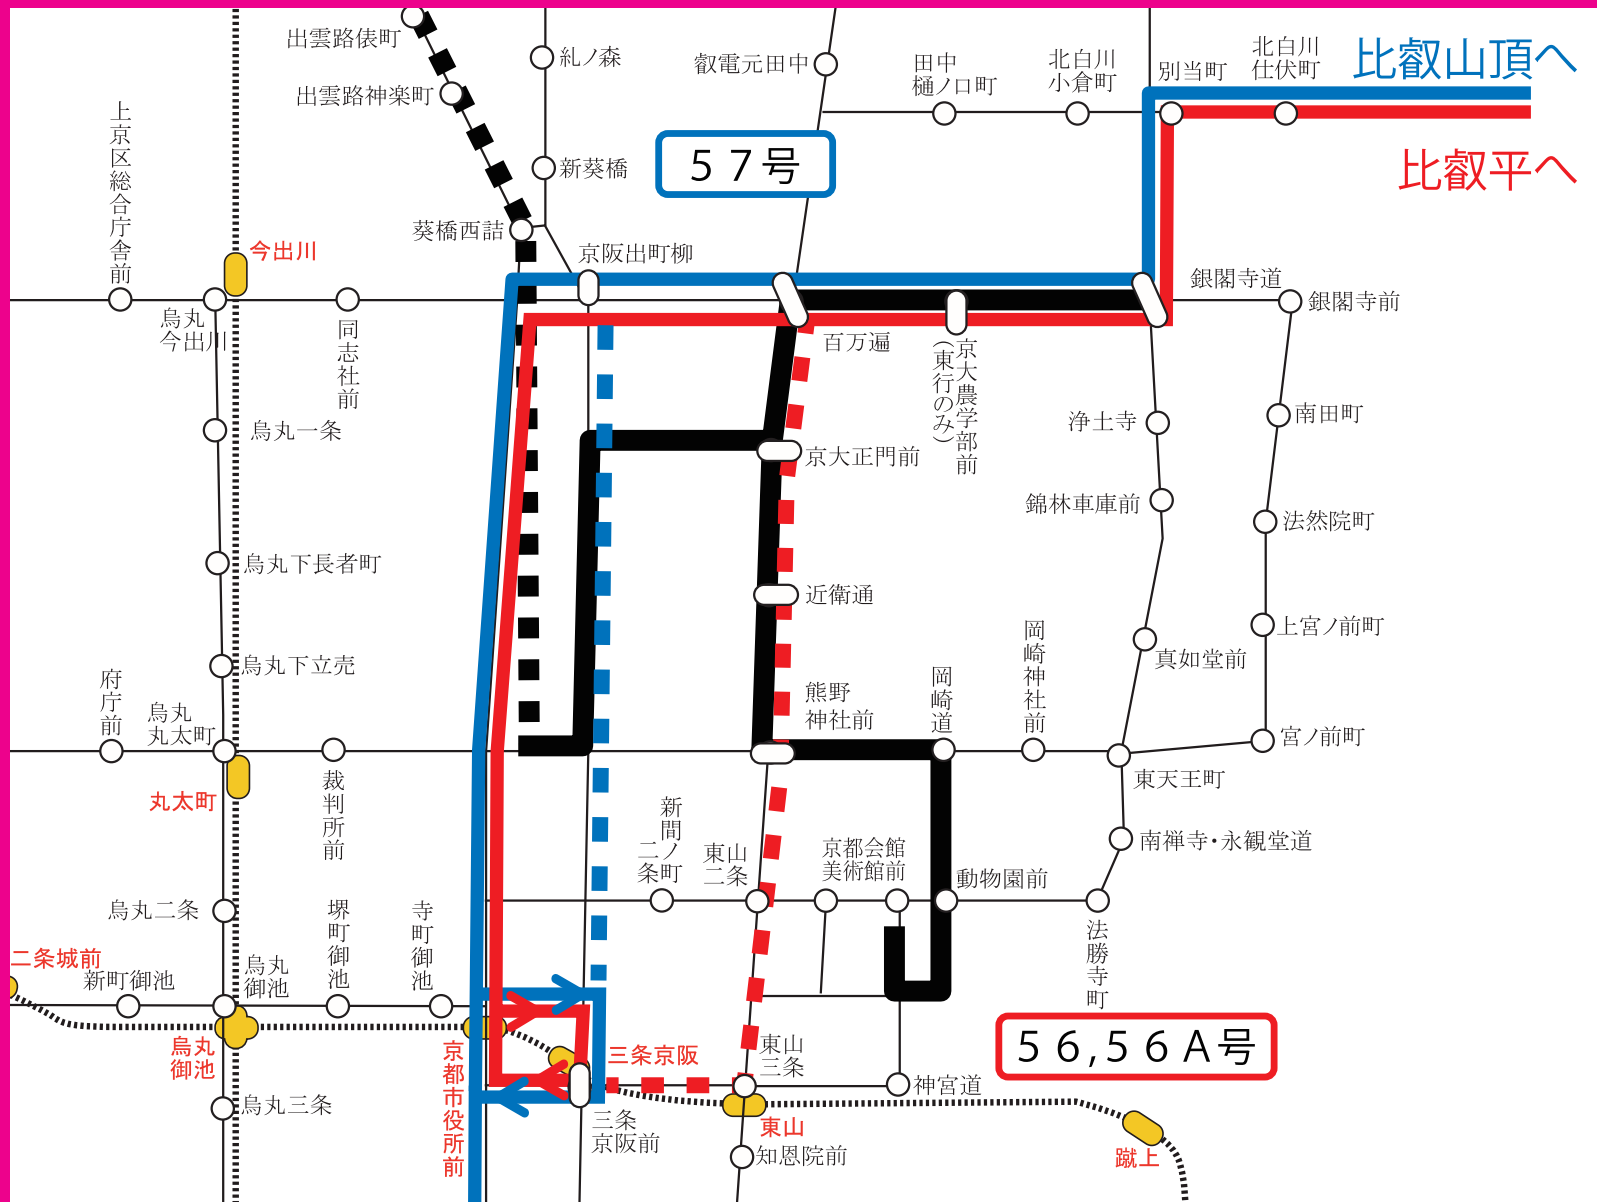 出雲路俵町
糺ノ森
叡電元田中
田中
樋ノ口町
北白川
小倉町
別当町
北白川
仕伏町
比叡山頂へ
出雲路神楽町
上京区総合庁舎前
57号
新葵橋
比叡平へ
葵橋西詰
京阪出町柳
今出川
銀閣寺道
銀閣寺前
烏丸
今出川
同志社前
百万遍
京大農学部前
(東行のみ)
浄土寺
南田町
烏丸一条
京大正門前
錦林車庫前
法然院町
烏丸下長者町
近衛通
上宮ノ前町
岡崎神社前
真如堂前
烏丸下立売
府庁前
烏丸
丸太町
熊野
神社前
岡崎道
宮ノ前町
東天王町
裁判所前
丸太町
新間
二ノ
条町
東山
二条
京都会館
美術館前
南禅寺・永観堂道
動物園前
烏丸二条
堺町御池
寺町御池
法勝寺町
二条城前
新町御池
烏丸
御池
烏丸
御池
京都市役所前
三条京阪
東山
三条
56,56A号
神宮道
烏丸三条
三条
京阪前
東山
知恩院前
蹴上